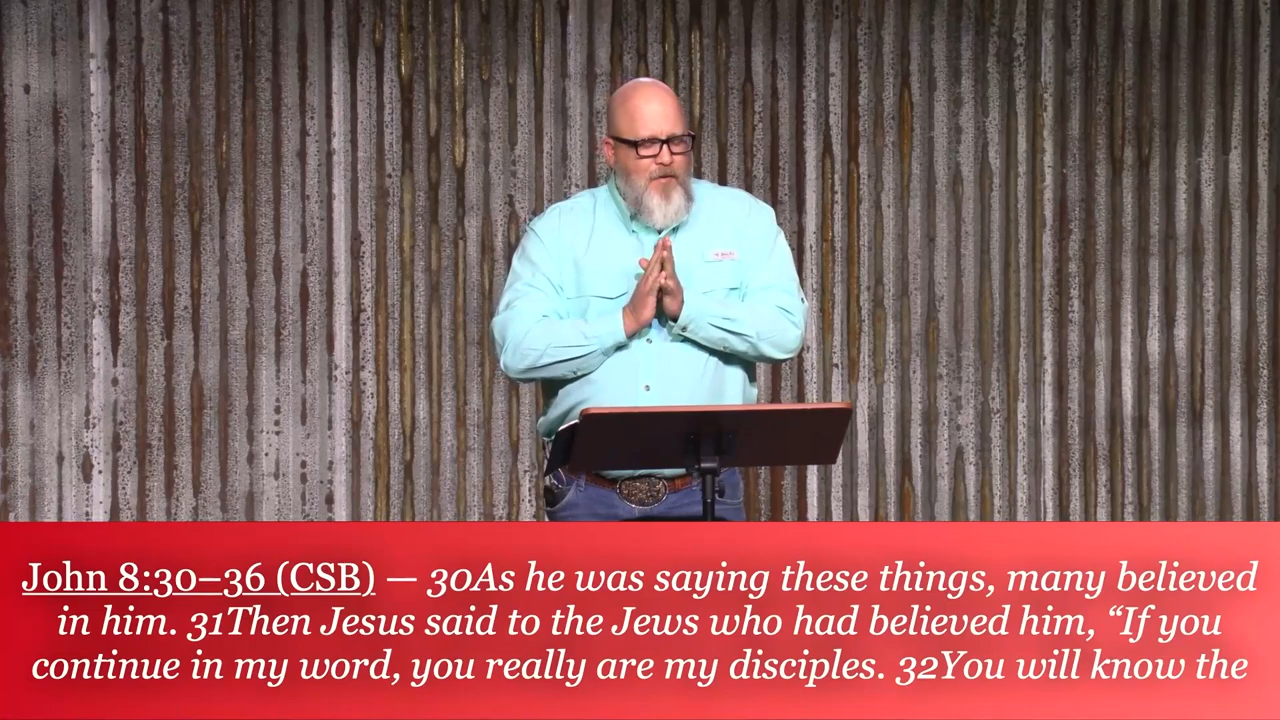 John 8:30–36 (CSB) — 30As he was saying these things, many believed
in him. 31Then Jesus said to the Jews who had believed him, “If you
continue in my word, you really are my disciples. 32You will know the